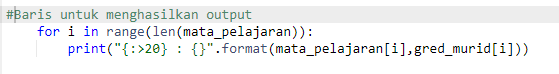 #Baris untuk menghasilkan output
for i in range(len(mata_pelajaran)):
print("{:>20} : {}".format(mata_pelajaran[i],gred_murid[i]))